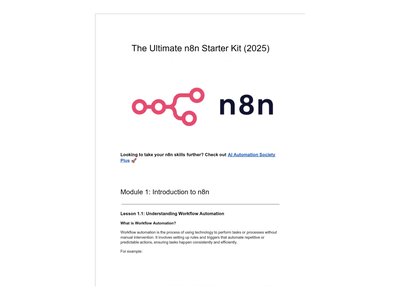 The Ultimate n8n Starter Kit (2025)
n8n
Looking to take your n8n skills further? Check out AI Automation Society
Plus 🚀
Module 1: Introduction to n8n
Lesson 1.1: Understanding Workflow Automation
What is Workflow Automation?
Workflow automation is the process of using technology to perform tasks or processes without
manual intervention. It involves setting up rules and triggers that automate repetitive or
predictable actions, ensuring tasks happen consistently and efficiently.
For example: